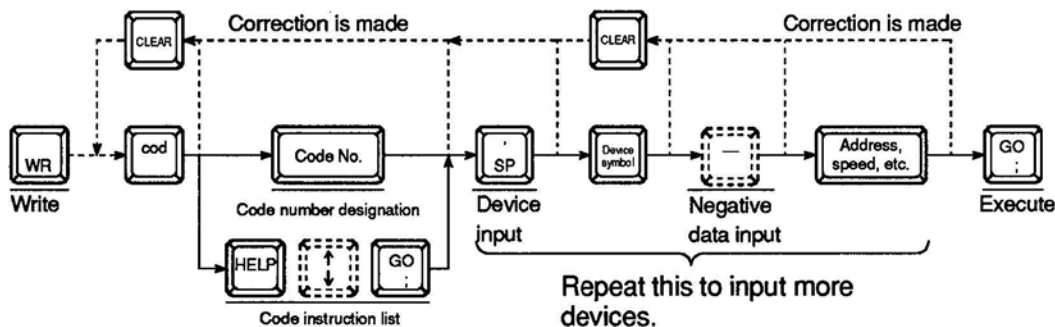 Correction is made
Correction is made
CLEAR
CLEAR
WR
cod
Code No.
'
SP
Device
symbol
—
Address,
speed, etc.
GO
;
Write
Code number designation
Device
input
Negative
data input
Execute
HELP
GO
;
Code instruction list
Repeat this to input more
devices.